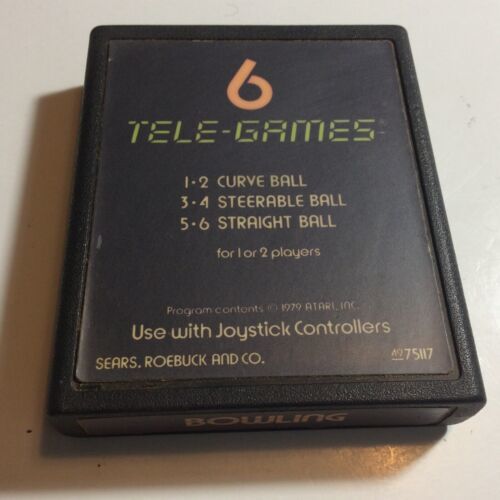 6
TELE-GAMES®
1•2 CURVE BALL
3•4 STEERABLE BALL
5•6 STRAIGHT BALL
for 1 or 2 players
Program contents © 1979 ATARI, INC.
Use with Joystick Controllers
SEARS, ROEBUCK AND CO.
49 75117
BOWLING